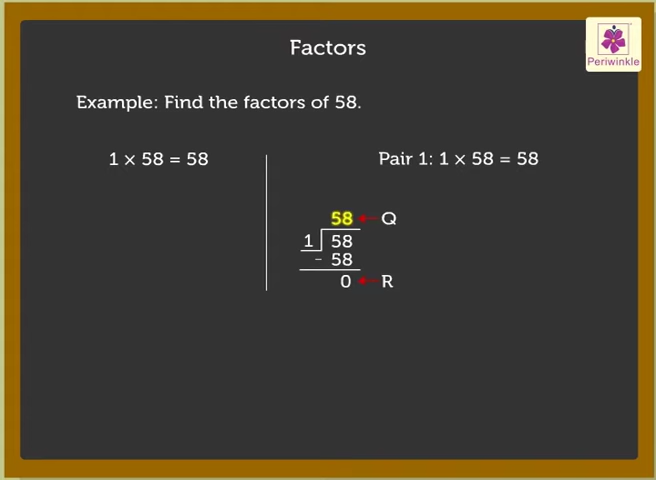 Factors
Periwinkle
Example: Find the factors of 58.
1 × 58 = 58
Pair 1: 1 × 58 = 58
58 Q
1 58
– 58
0 R